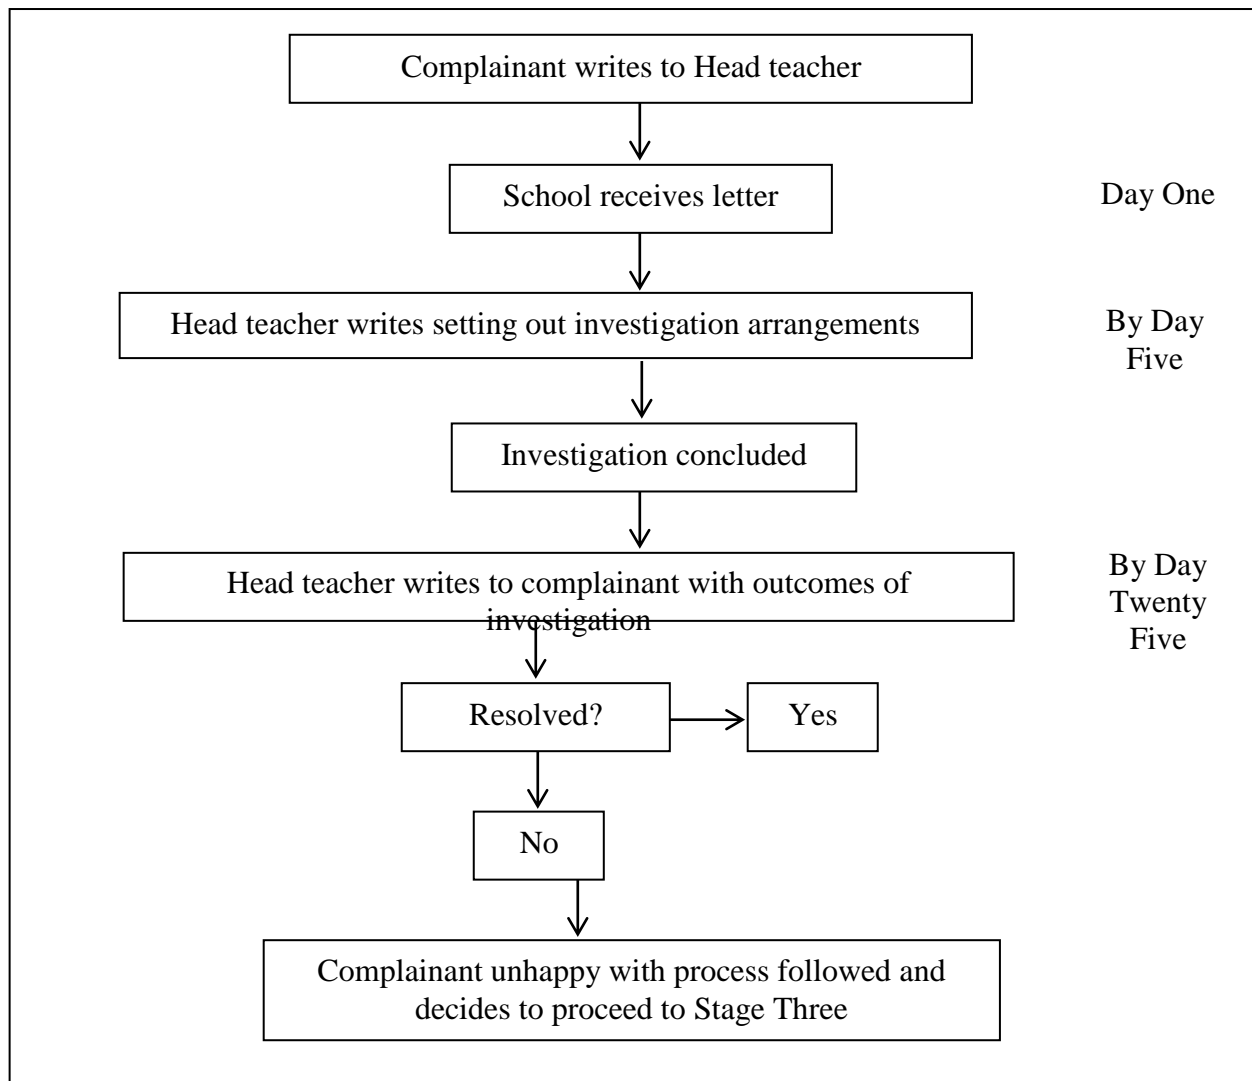 Complainant writes to Head teacher
School receives letter
Day One
Head teacher writes setting out investigation arrangements
By Day
Five
Investigation concluded
Head teacher writes to complainant with outcomes of
investigation
By Day
Twenty
Five
Resolved?
Yes
No
Complainant unhappy with process followed and
decides to proceed to Stage Three